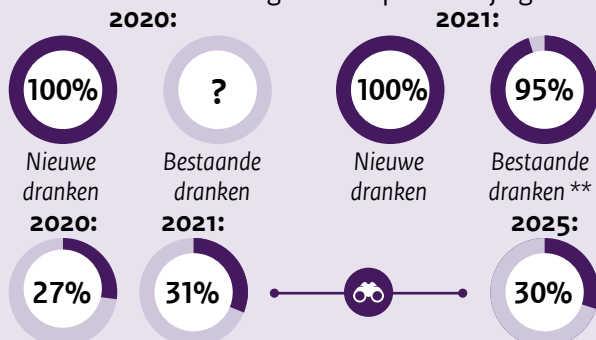 2020: 2021:
100% ? 100% 95%
Nieuwe Bestaande Nieuwe Bestaande
dranken dranken dranken dranken **
2020: 2021: 2025:
27% 31% 30%